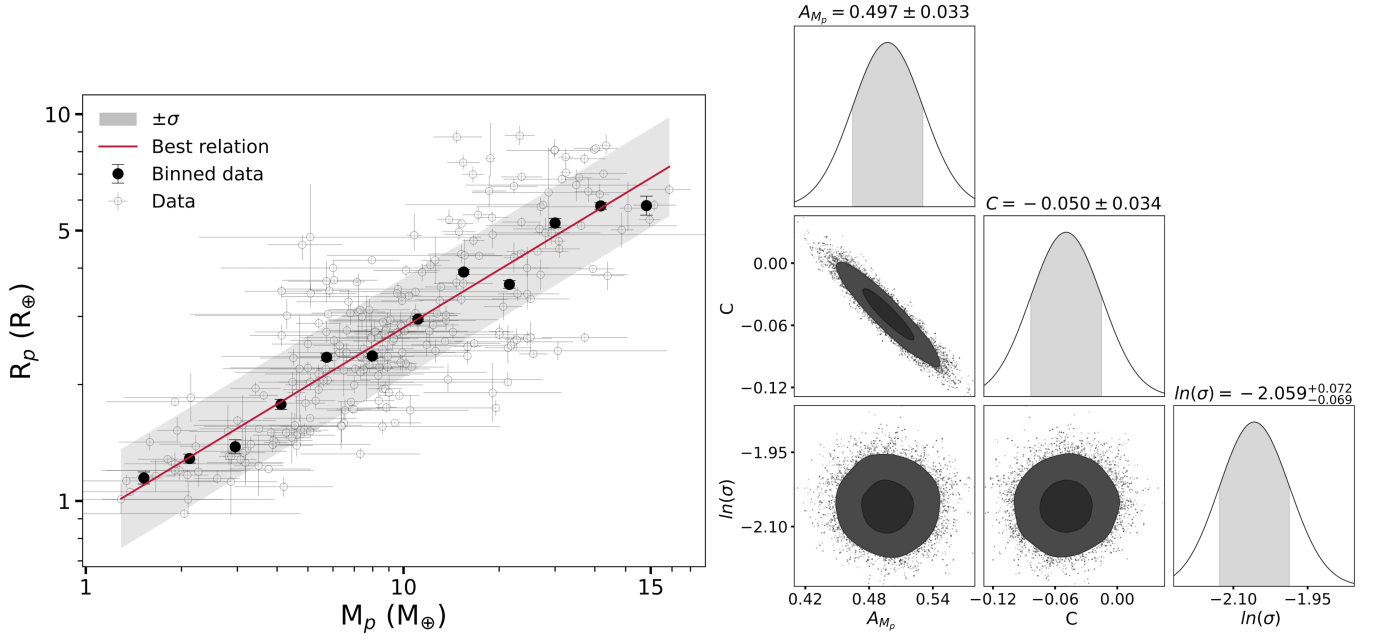 10
5
1
R_p (R_⊕)
±σ
Best relation
Binned data
Data
1
10
15
M_p (M_⊕)
A_{M_p} = 0.497 ± 0.033
C = −0.050 ± 0.034
ln(σ) = −2.059^{+0.072}_{−0.069}
0.00
−0.06
−0.12
C
−1.95
−2.10
ln(σ)
0.42
0.48
0.54
A_{M_p}
−0.12
−0.06
0.00
C
−2.10
−1.95
ln(σ)